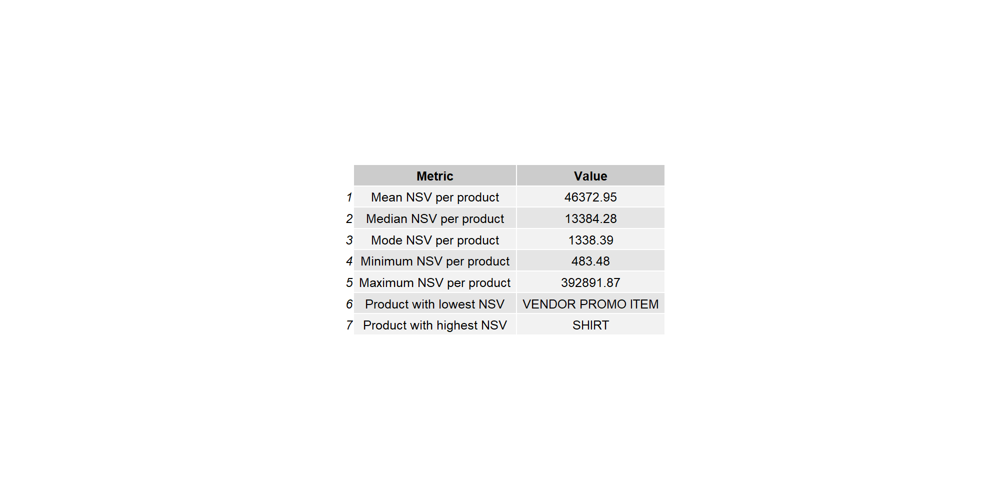 Metric Value
1 Mean NSV per product 46372.95
2 Median NSV per product 13384.28
3 Mode NSV per product 1338.39
4 Minimum NSV per product 483.48
5 Maximum NSV per product 392891.87
6 Product with lowest NSV VENDOR PROMO ITEM
7 Product with highest NSV SHIRT